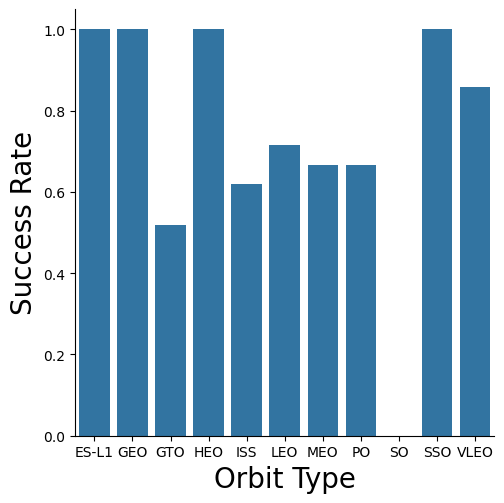 1.0
0.8
0.6
0.4
0.2
0.0
Success Rate
ES-L1 GEO GTO HEO ISS LEO MEO PO SO SSO VLEO
Orbit Type